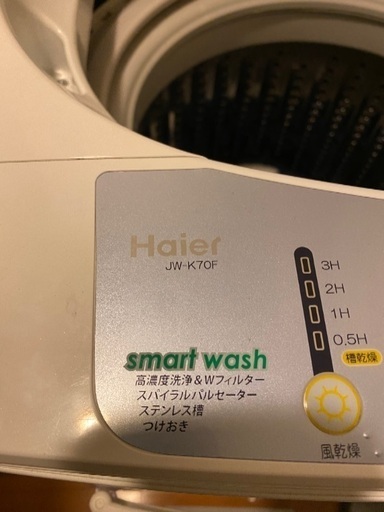 Haier
JW-K70F
3H
2H
1H
0.5H
槽乾燥
smart wash
高濃度洗浄&Wフィルター
スパイラルパルセーター
ステンレス槽
つけおき
風乾燥